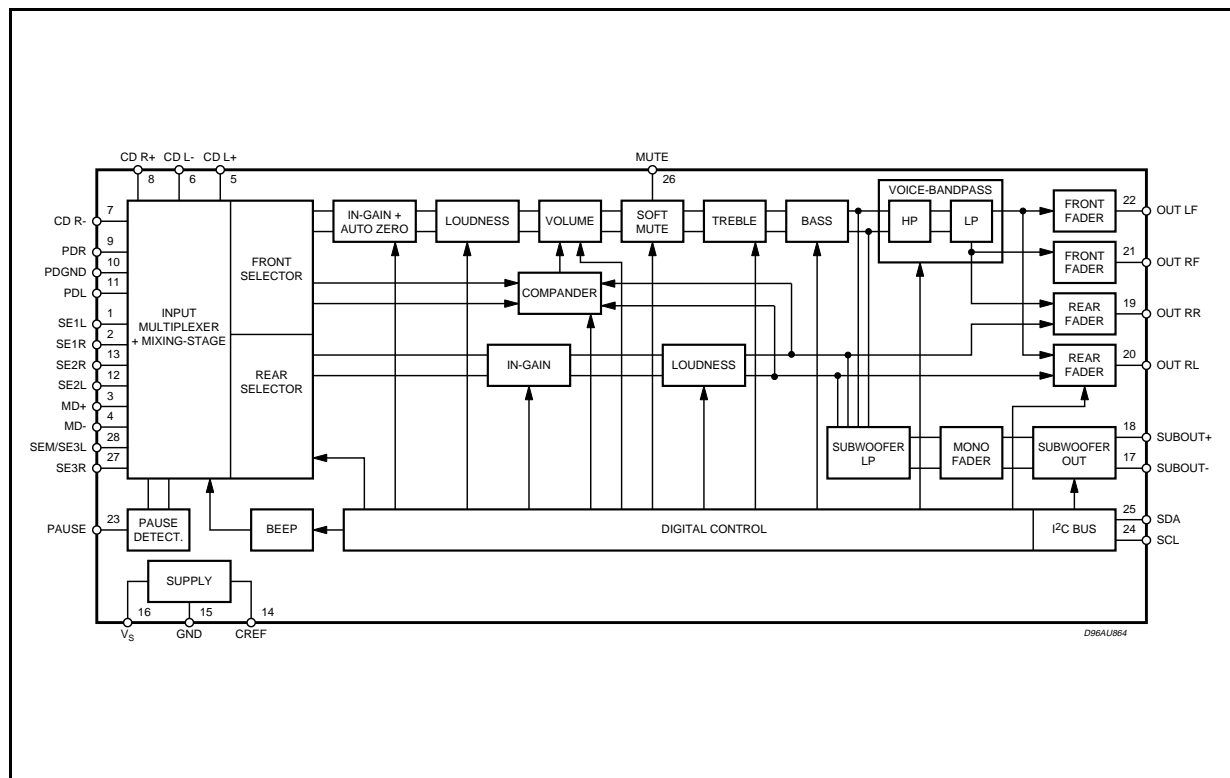 CD R+ CD L- CD L+ MUTE
8 6 5 26
VOICE-BANDPASS
CD R- 7
PDR 9
PDGND 10
PDL 11
SE1L 1
SE1R 2
SE2R 13
SE2L 12
MD+ 3
MD- 4
SEM/SE3L 28
SE3R 27
INPUT
MULTIPLEXER
+ MIXING-STAGE
FRONT
SELECTOR
REAR
SELECTOR
IN-GAIN +
AUTO ZERO
LOUDNESS
VOLUME
SOFT
MUTE
TREBLE
BASS
HP
LP
FRONT
FADER
22 OUT LF
FRONT
FADER
21 OUT RF
COMPANDER
REAR
FADER
19 OUT RR
IN-GAIN
LOUDNESS
REAR
FADER
20 OUT RL
SUBWOOFER
LP
MONO
FADER
SUBWOOFER
OUT
18 SUBOUT+
17 SUBOUT-
PAUSE 23
PAUSE
DETECT.
BEEP
DIGITAL CONTROL
I²C BUS
25 SDA
24 SCL
SUPPLY
16 15 14
VS GND CREF
D96AU864